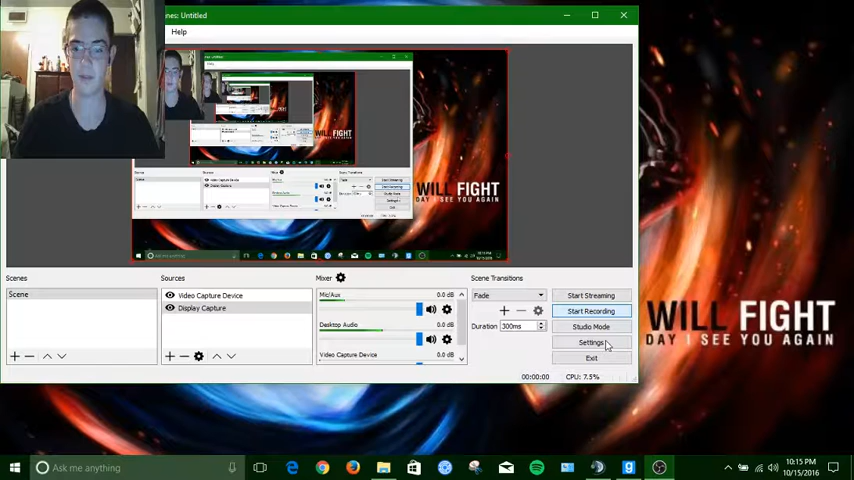 nes: Untitled
Help
WILL FIGHT
DAY I SEE YOU AGAIN
Scenes
Sources
Mixer
Scene Transitions
Scene
Video Capture Device
Display Capture
Mic/Aux
0.0 dB
Desktop Audio
0.0 dB
Video Capture Device
0.0 dB
Fade
Duration
300ms
Start Streaming
Start Recording
Studio Mode
Settings
Exit
00:00:00
CPU: 7.5%
WILL FIGHT
DAY I SEE YOU AGAIN
Ask me anything
10:15 PM
10/15/2016